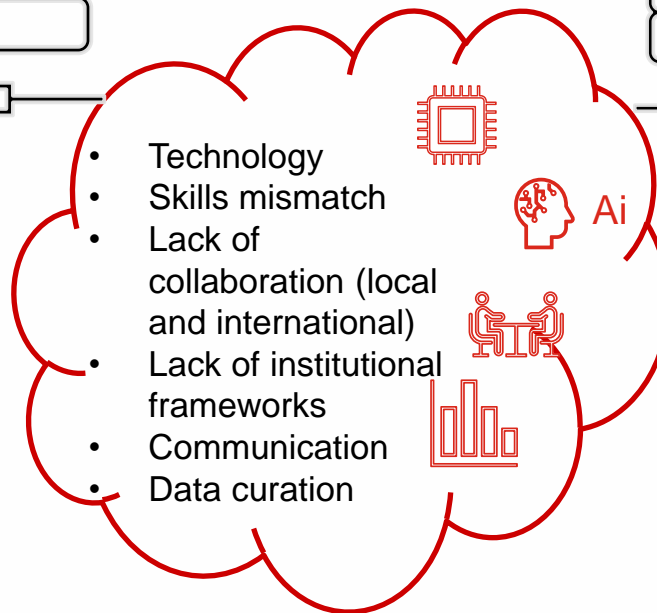 • Technology
• Skills mismatch
• Lack of
collaboration (local
and international)
• Lack of institutional
frameworks
• Communication
• Data curation
Ai